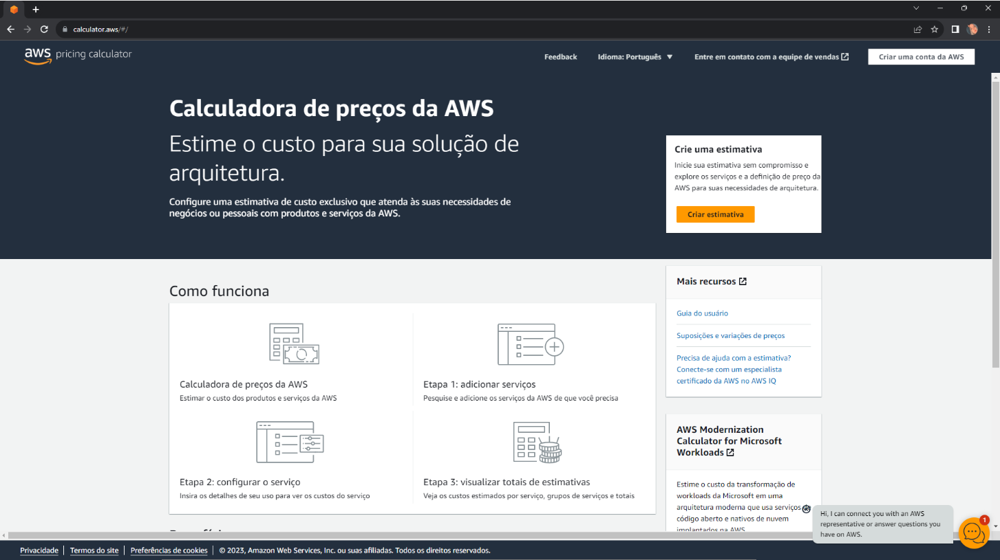 calculator.aws/#/
aws pricing calculator
Feedback
Idioma: Português
Entre em contato com a equipe de vendas
Criar uma conta da AWS
Calculadora de preços da AWS
Estime o custo para sua solução de
arquitetura.
Configure uma estimativa de custo exclusivo que atenda às suas necessidades de
negócios ou pessoais com produtos e serviços da AWS.
Crie uma estimativa
Inicie sua estimativa sem compromisso e
explore os serviços e a definição de preço da
AWS para suas necessidades de arquitetura.
Criar estimativa
Como funciona
Calculadora de preços da AWS
Estimar o custo dos produtos e serviços da AWS
Etapa 1: adicionar serviços
Pesquise e adicione os serviços da AWS de que você precisa
Etapa 2: configurar o serviço
Insira os detalhes de seu uso para ver os custos do serviço
Etapa 3: visualizar totais de estimativas
Veja os custos estimados por serviço, grupos de serviços e totais
Mais recursos
Guia do usuário
Suposições e variações de preços
Precisa de ajuda com a estimativa?
Conecte-se com um especialista
certificado da AWS no AWS IQ
AWS Modernization
Calculator for Microsoft
Workloads
Estime o custo da transformação de
workloads da Microsoft em uma
arquitetura moderna que usa serviços
código aberto e nativos de nuvem
implantados na AWS.
Hi, I can connect you with an AWS
representative or answer questions you
have on AWS.
1
Privacidade
Termos do site
Preferências de cookies
© 2023, Amazon Web Services, Inc. ou suas afiliadas. Todos os direitos reservados.